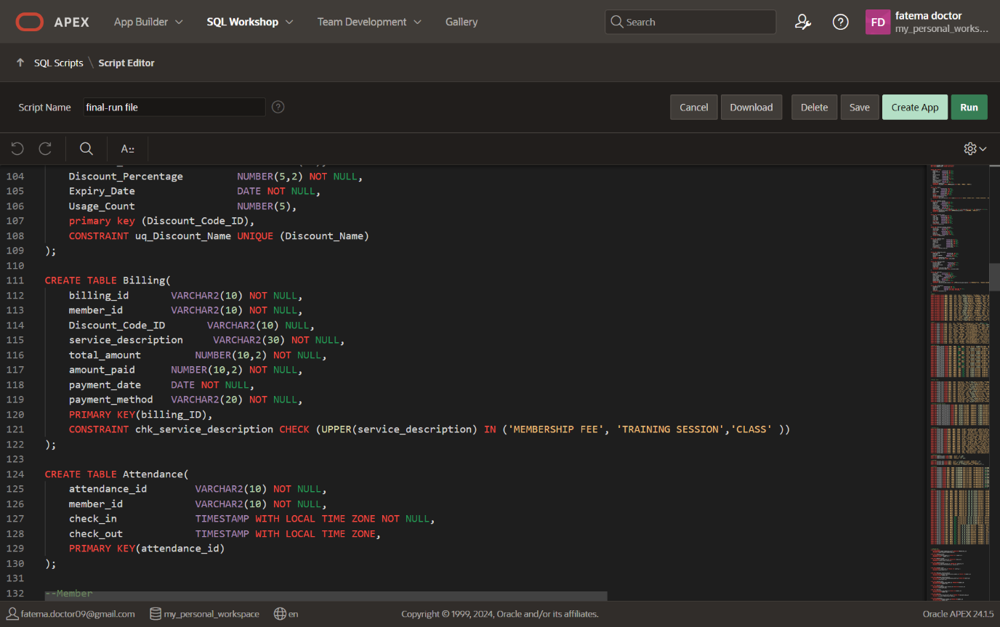 APEX App Builder SQL Workshop Team Development Gallery Search FD fatema doctor
my_personal_works...
SQL Scripts \ Script Editor
Script Name final-run file ? Cancel Download Delete Save Create App Run
A::
104 Discount_Percentage NUMBER(5,2) NOT NULL,
105 Expiry_Date DATE NOT NULL,
106 Usage_Count NUMBER(5),
107 primary key (Discount_Code_ID),
108 CONSTRAINT uq_Discount_Name UNIQUE (Discount_Name)
109 );
110
111 CREATE TABLE Billing(
112 billing_id VARCHAR2(10) NOT NULL,
113 member_id VARCHAR2(10) NOT NULL,
114 Discount_Code_ID VARCHAR2(10) NULL,
115 service_description VARCHAR2(30) NOT NULL,
116 total_amount NUMBER(10,2) NOT NULL,
117 amount_paid NUMBER(10,2) NOT NULL,
118 payment_date DATE NOT NULL,
119 payment_method VARCHAR2(20) NOT NULL,
120 PRIMARY KEY(billing_ID),
121 CONSTRAINT chk_service_description CHECK (UPPER(service_description) IN ('MEMBERSHIP FEE', 'TRAINING SESSION','CLASS' ))
122 );
123
124 CREATE TABLE Attendance(
125 attendance_id VARCHAR2(10) NOT NULL,
126 member_id VARCHAR2(10) NOT NULL,
127 check_in TIMESTAMP WITH LOCAL TIME ZONE NOT NULL,
128 check_out TIMESTAMP WITH LOCAL TIME ZONE,
129 PRIMARY KEY(attendance_id)
130 );
131
132 --Member
fatema.doctor09@gmail.com my_personal_workspace en Copyright © 1999, 2024, Oracle and/or its affiliates. Oracle APEX 24.1.5